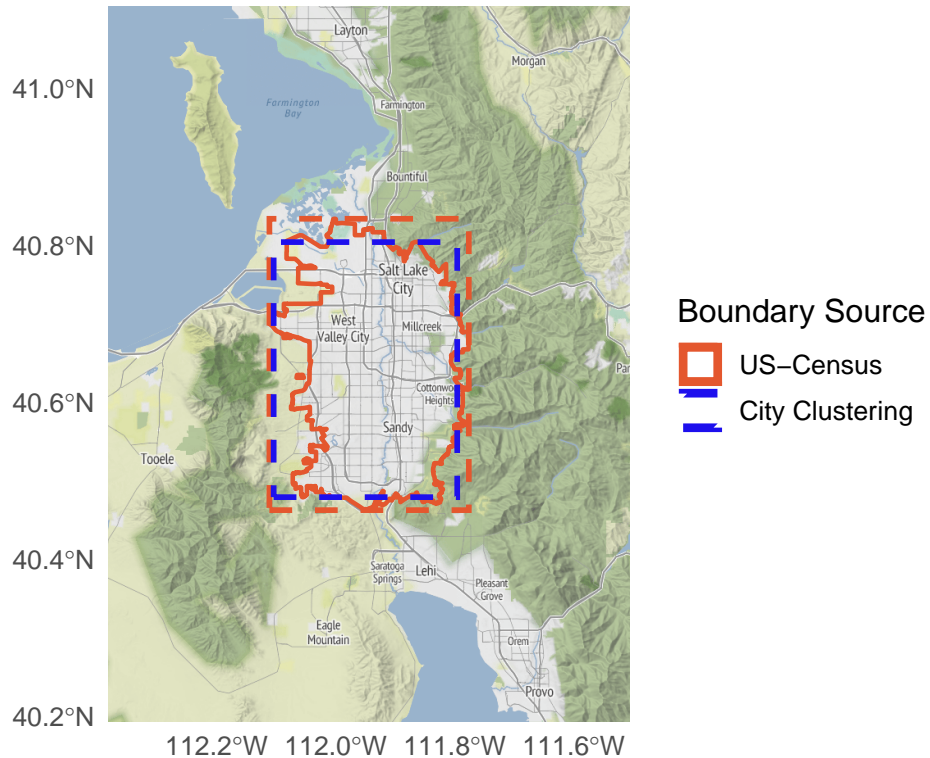 Layton
Morgan
41.0°N
Farmington
Bay
Farmington
Bountiful
40.8°N
Salt Lake
City
West
Valley City
Millcreek
Boundary Source
US−Census
City Clustering
40.6°N
Cottonwo
Heights
Par
Sandy
Tooele
40.4°N
Saratoga
Springs
Lehi
Pleasant
Grove
Eagle
Mountain
Orem
Provo
40.2°N
112.2°W 112.0°W 111.8°W 111.6°W